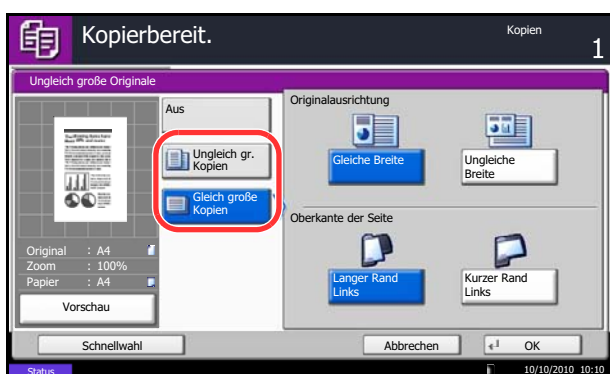 Kopierbereit.
Kopien
1
Ungleich große Originale
Aus
Ungleich gr.
Kopien
Gleich große
Kopien
Originalausrichtung
Gleiche Breite
Ungleiche
Breite
Oberkante der Seite
Langer Rand
Links
Kurzer Rand
Links
Original : A4
Zoom : 100%
Papier : A4
Vorschau
Schnellwahl
Abbrechen
OK
Status
10/10/2010 10:10